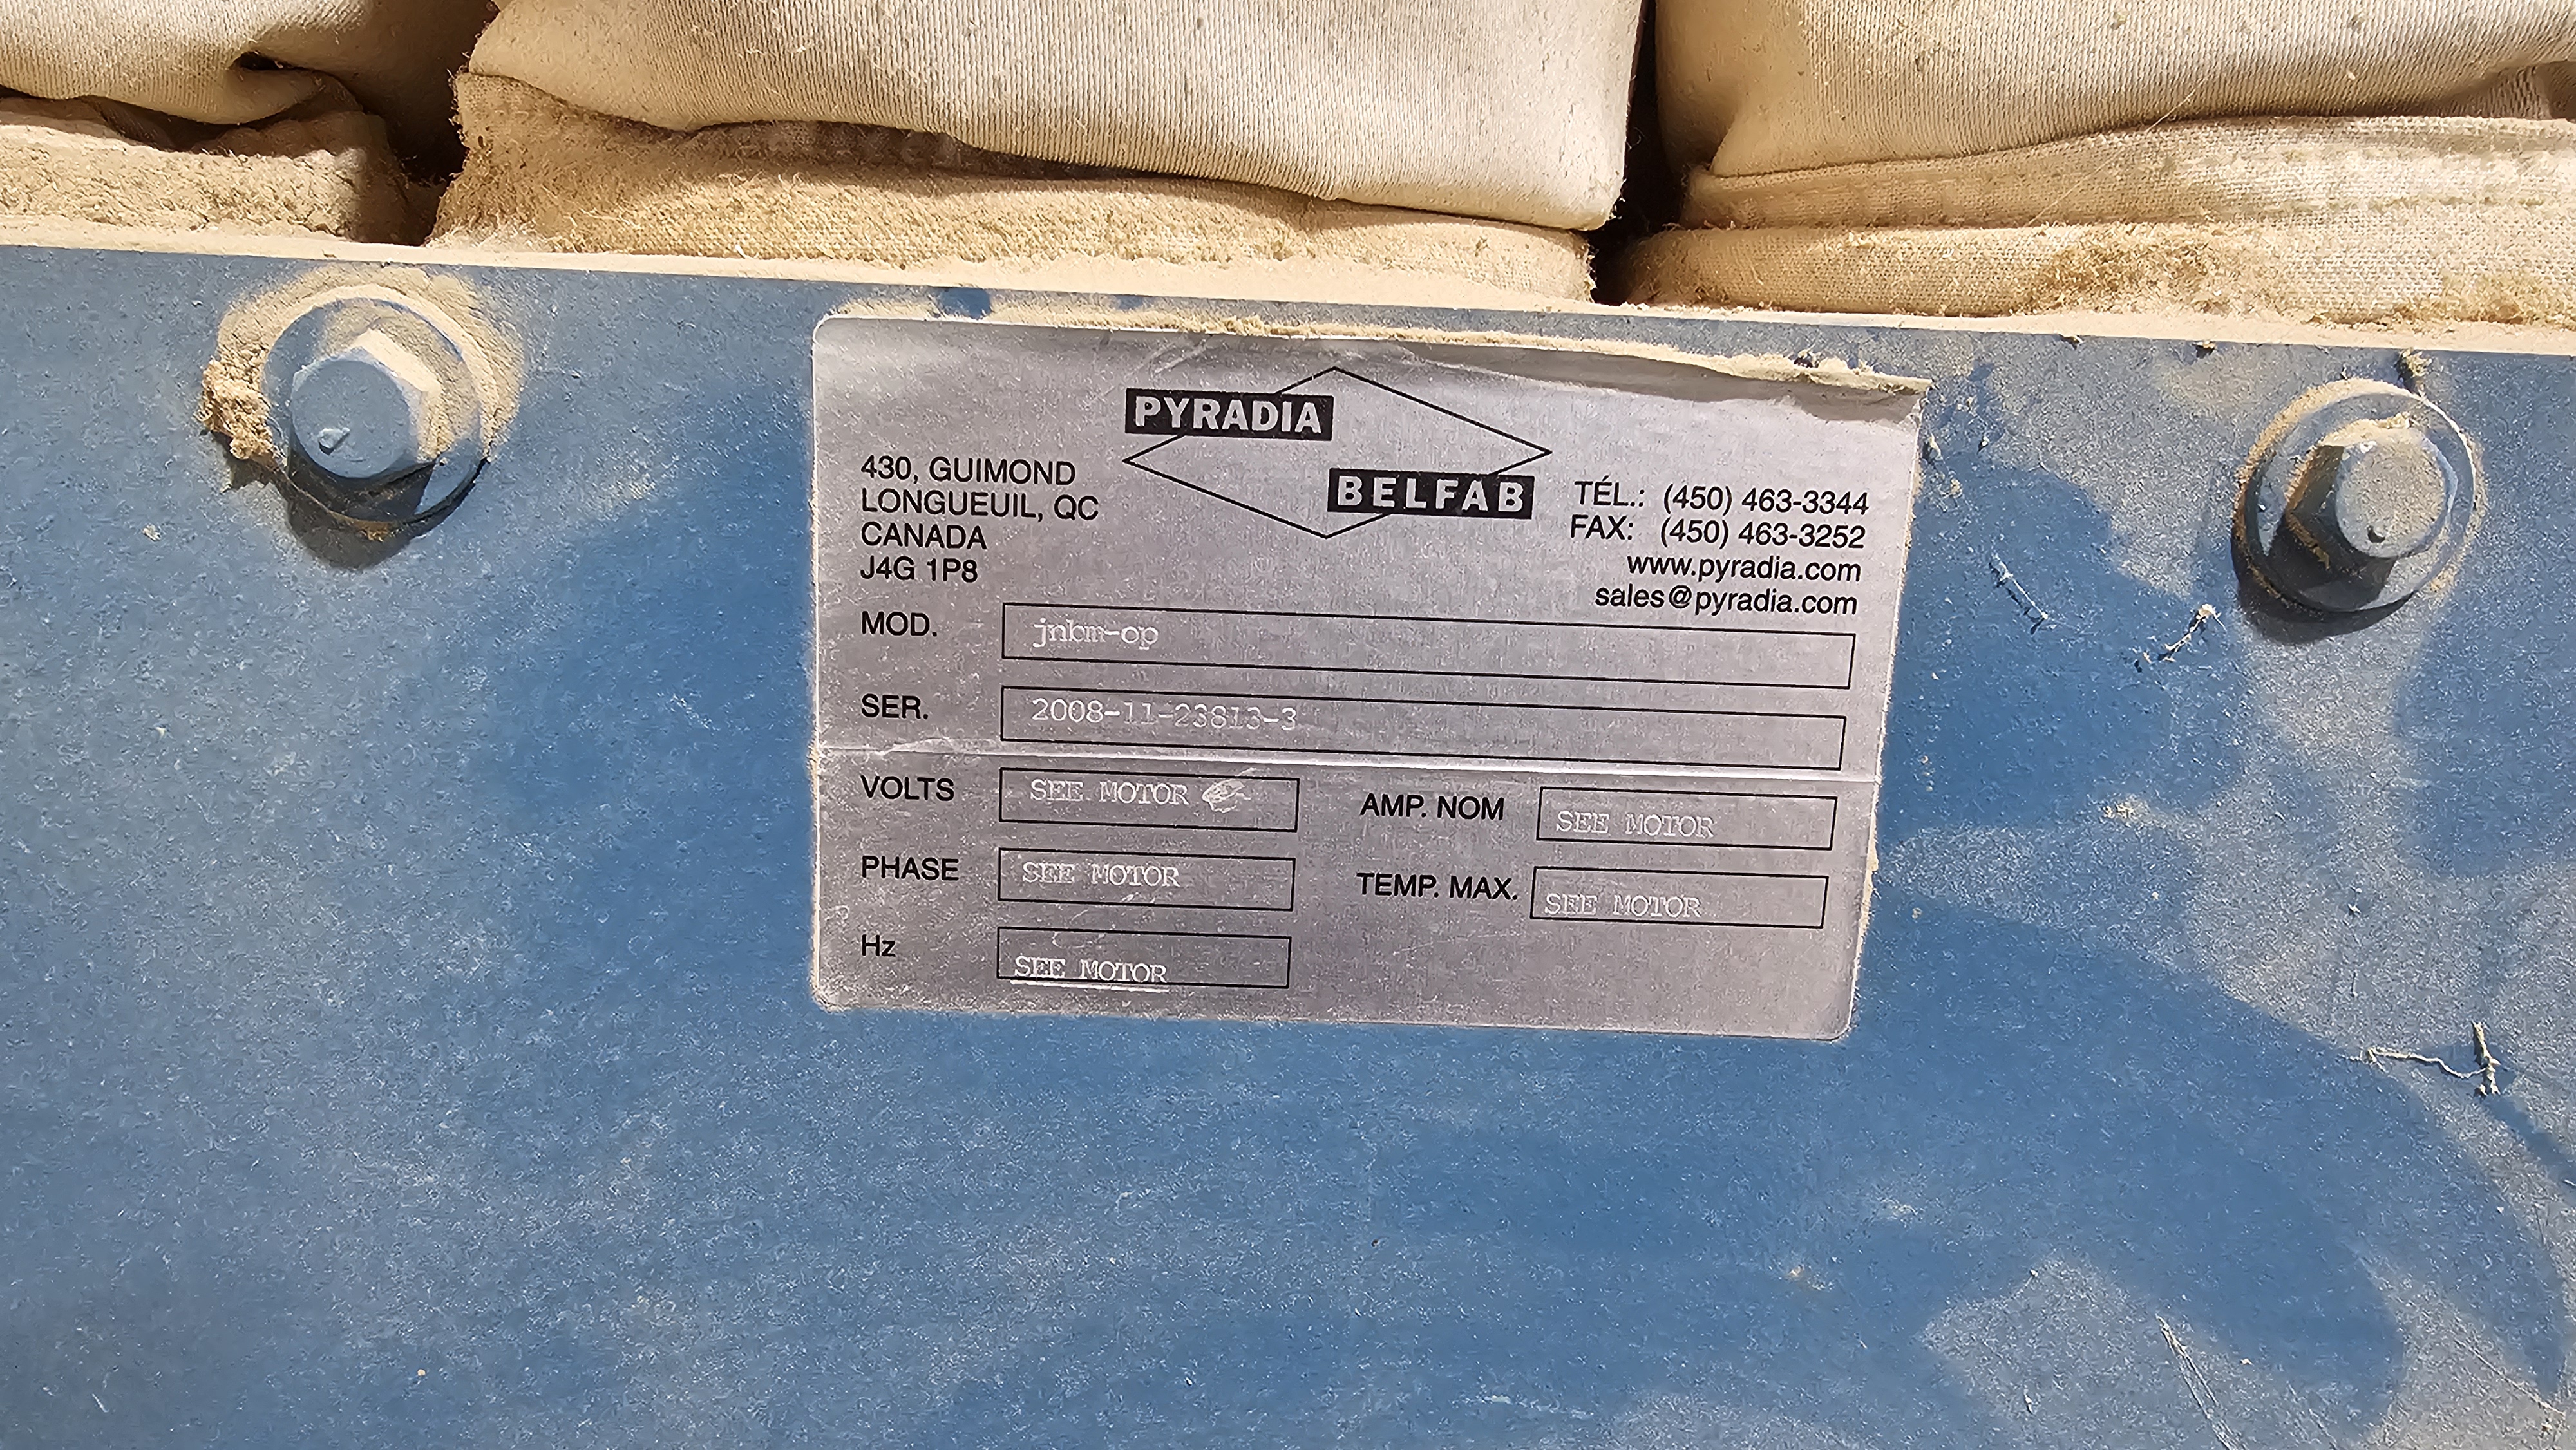 PYRADIA
BELFAB
430, GUIMOND
LONGUEUIL, QC
CANADA
J4G 1P8
TÉL.: (450) 463-3344
FAX: (450) 463-3252
www.pyradia.com
sales@pyradia.com
MOD. jnbm-op
SER. 2008-11-23813-3
VOLTS SEE MOTOR
AMP. NOM SEE MOTOR
PHASE SEE MOTOR
TEMP. MAX. SEE MOTOR
Hz SEE MOTOR